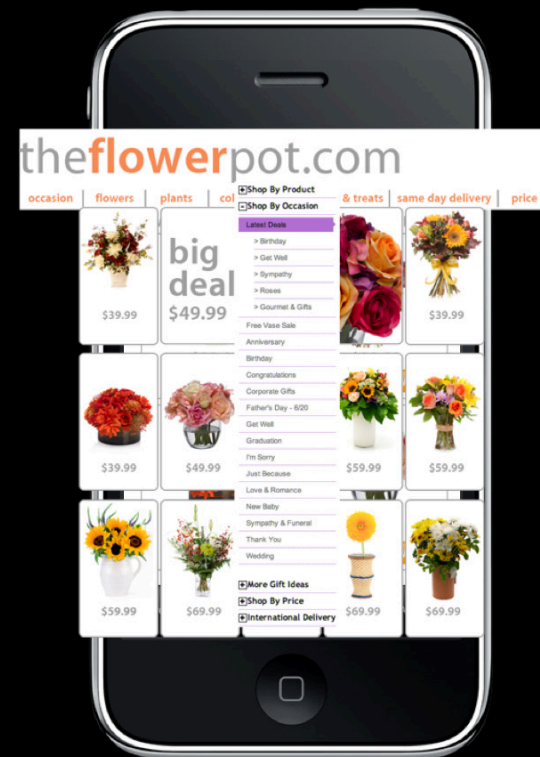 theflowerpot.com
occasion | flowers | plants | co & treats | same day delivery | price
+Shop By Product
-Shop By Occasion
Latest Deals
> Birthday
> Get Well
> Sympathy
> Roses
> Gourmet & Gifts
Free Vase Sale
Anniversary
Birthday
Congratulations
Corporate Gifts
Father's Day - 6/20
Get Well
Graduation
I'm Sorry
Just Because
Love & Romance
New Baby
Sympathy & Funeral
Thank You
Wedding
+More Gift Ideas
+Shop By Price
+International Delivery
big
deal
$49.99
$39.99
$39.99
$39.99
$49.99
$59.99
$59.99
$59.99
$69.99
$69.99
$69.99